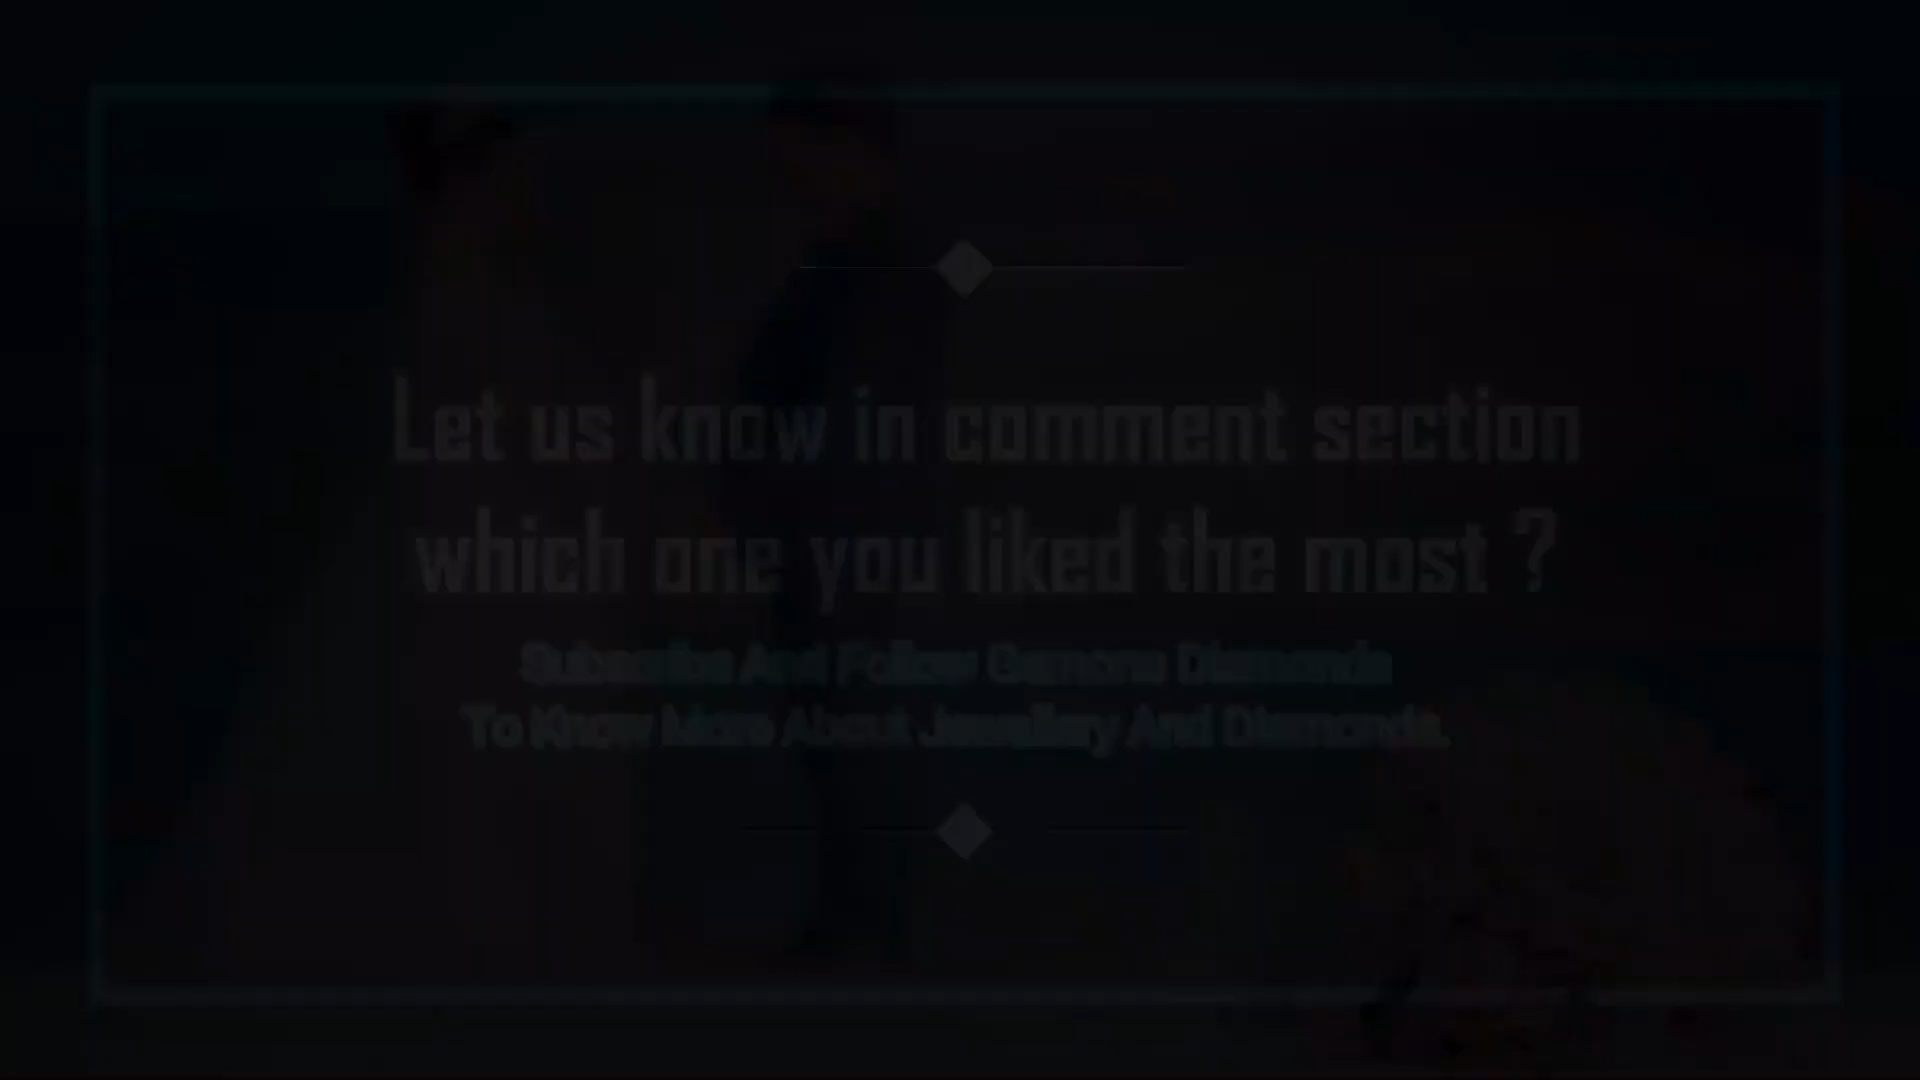 Let us know in comment section
which one you liked the most ?
Subscribe And Follow Gemone Diamonds
To Know More About Jewellery And Diamonds.